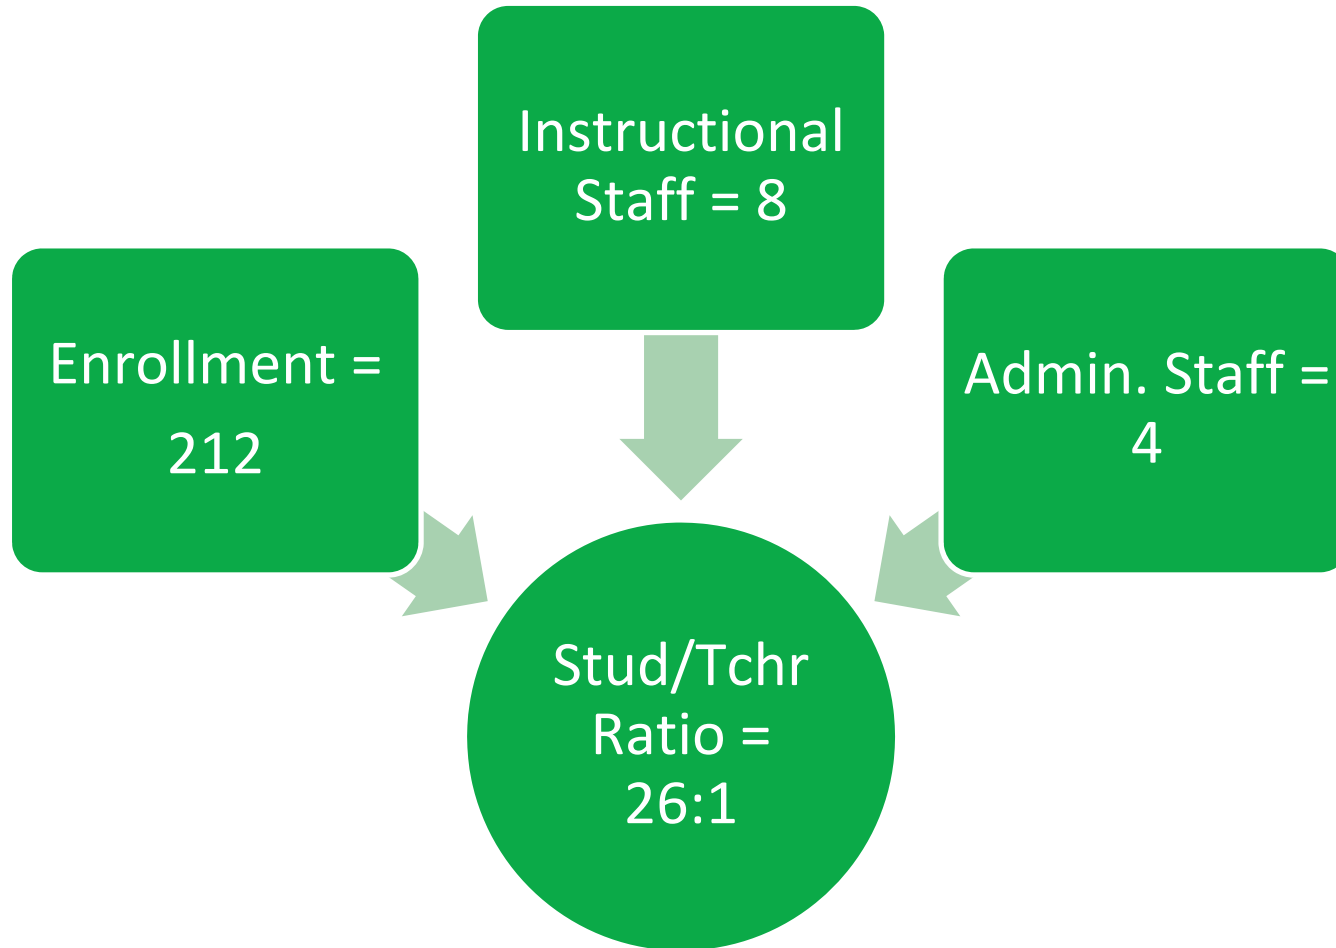 Instructional
Staff = 8
Enrollment =
212
Admin. Staff =
4
Stud/Tchr
Ratio =
26:1